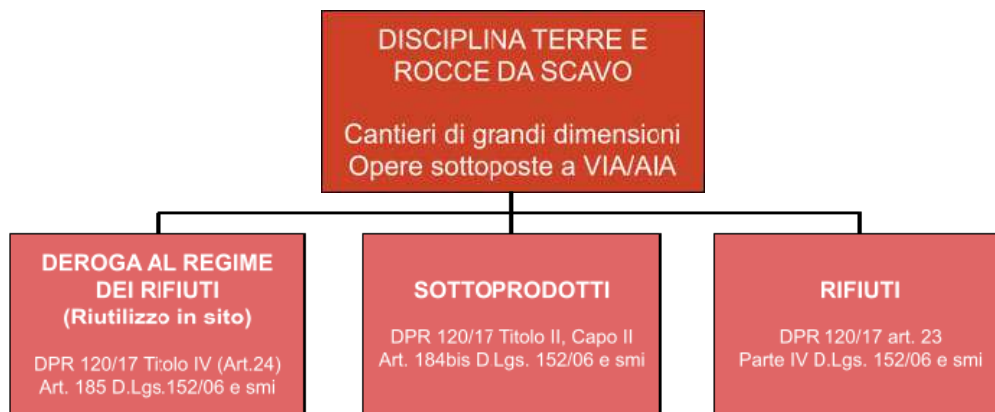 DISCIPLINA TERRE E
ROCCE DA SCAVO
Cantieri di grandi dimensioni
Opere sottoposte a VIA/AIA
DEROGA AL REGIME
DEI RIFIUTI
(Riutilizzo in sito)
DPR 120/17 Titolo IV (Art.24)
Art. 185 D.Lgs.152/06 e smi
SOTTOPRODOTTI
DPR 120/17 Titolo II, Capo II
Art. 184bis D.Lgs. 152/06 e smi
RIFIUTI
DPR 120/17 art. 23
Parte IV D.Lgs. 152/06 e smi